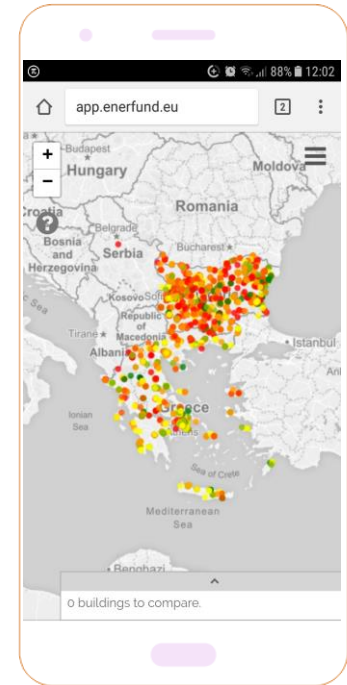 88% 12:02
app.enerfund.eu
2
+
Budapest
Hungary
Moldova
−
Romania
Croatia
?
Belgrade
Bosnia
and
Herzegovina
Serbia
Bucharest
Kosovo Sofia
Republic
of
Macedonia
Istanbul
Tirane
Albania
Greece
Athens
Ionian
Sea
Sea of Crete
Mediterranean
Sea
Benghazi
0 buildings to compare.